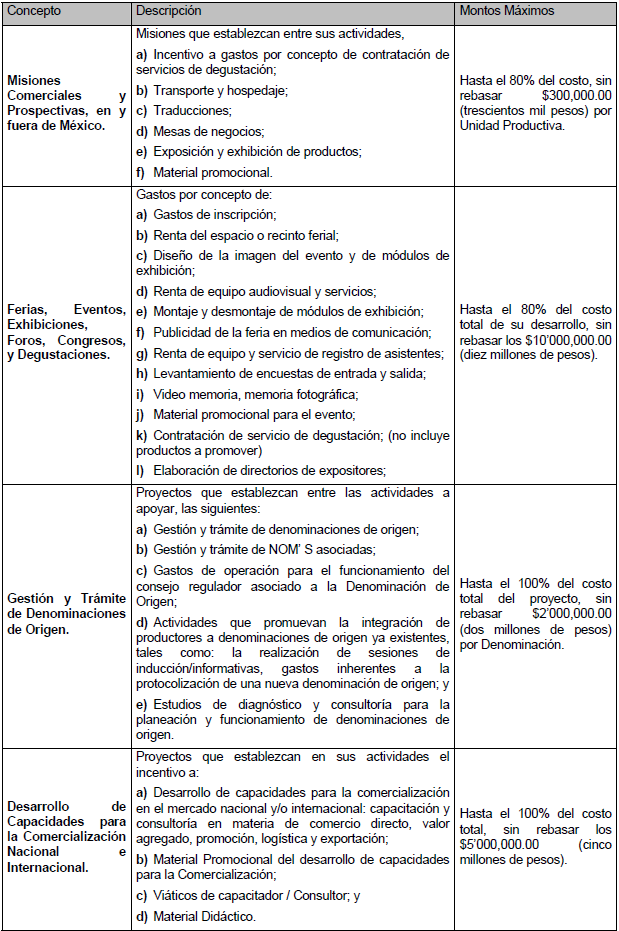 Concepto
Descripción
Montos Máximos
Misiones
Comerciales y
Prospectivas, en y
fuera de México.
Misiones que establezcan entre sus actividades,
a) Incentivo a gastos por concepto de contratación de
servicios de degustación;
b) Transporte y hospedaje;
c) Traducciones;
d) Mesas de negocios;
e) Exposición y exhibición de productos;
f) Material promocional.
Hasta el 80% del costo, sin
rebasar $300,000.00
(trescientos mil pesos) por
Unidad Productiva.
Ferias, Eventos,
Exhibiciones,
Foros, Congresos,
y Degustaciones.
Gastos por concepto de:
a) Gastos de inscripción;
b) Renta del espacio o recinto ferial;
c) Diseño de la imagen del evento y de módulos de
exhibición;
d) Renta de equipo audiovisual y servicios;
e) Montaje y desmontaje de módulos de exhibición;
f) Publicidad de la feria en medios de comunicación;
g) Renta de equipo y servicio de registro de asistentes;
h) Levantamiento de encuestas de entrada y salida;
i) Video memoria, memoria fotográfica;
j) Material promocional para el evento;
k) Contratación de servicio de degustación; (no incluye
productos a promover)
l) Elaboración de directorios de expositores;
Hasta el 80% del costo
total de su desarrollo, sin
rebasar los $10'000,000.00
(diez millones de pesos).
Gestión y Trámite
de Denominaciones
de Origen.
Proyectos que establezcan entre las actividades a
apoyar, las siguientes:
a) Gestión y trámite de denominaciones de origen;
b) Gestión y trámite de NOM' S asociadas;
c) Gastos de operación para el funcionamiento del
consejo regulador asociado a la Denominación de
Origen;
d) Actividades que promuevan la integración de
productores a denominaciones de origen ya existentes,
tales como: la realización de sesiones de
inducción/informativas, gastos inherentes a la
protocolización de una nueva denominación de origen; y
e) Estudios de diagnóstico y consultoría para la
planeación y funcionamiento de denominaciones de
origen.
Hasta el 100% del costo
total del proyecto, sin
rebasar $2'000,000.00
(dos millones de pesos)
por Denominación.
Desarrollo de
Capacidades para
la Comercialización
Nacional e
Internacional.
Proyectos que establezcan en sus actividades el
incentivo a:
a) Desarrollo de capacidades para la comercialización
en el mercado nacional y/o internacional: capacitación y
consultoría en materia de comercio directo, valor
agregado, promoción, logística y exportación;
b) Material Promocional del desarrollo de capacidades
para la Comercialización;
c) Viáticos de capacitador / Consultor; y
d) Material Didáctico.
Hasta el 100% del costo
total, sin rebasar los
$5'000,000.00 (cinco
millones de pesos).